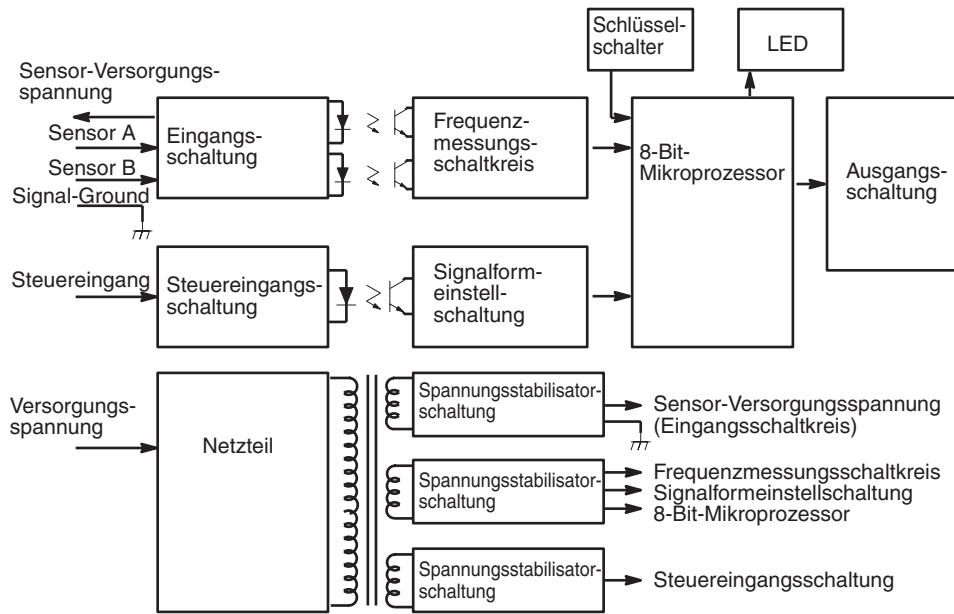 Schlüssel-
schalter
LED
Sensor-Versorgungs-
spannung
Sensor A
Sensor B
Signal-Ground
Eingangs-
schaltung
Frequenz-
messungs-
schaltkreis
8-Bit-
Mikroprozessor
Ausgangs-
schaltung
Steuereingang
Steuereingangs-
schaltung
Signalform-
einstell-
schaltung
Versorgungs-
spannung
Netzteil
Spannungsstabilisator-
schaltung
Sensor-Versorgungsspannung
(Eingangsschaltkreis)
Spannungsstabilisator-
schaltung
Frequenzmessungsschaltkreis
Signalformeinstellschaltung
8-Bit-Mikroprozessor
Spannungsstabilisator-
schaltung
Steuereingangsschaltung